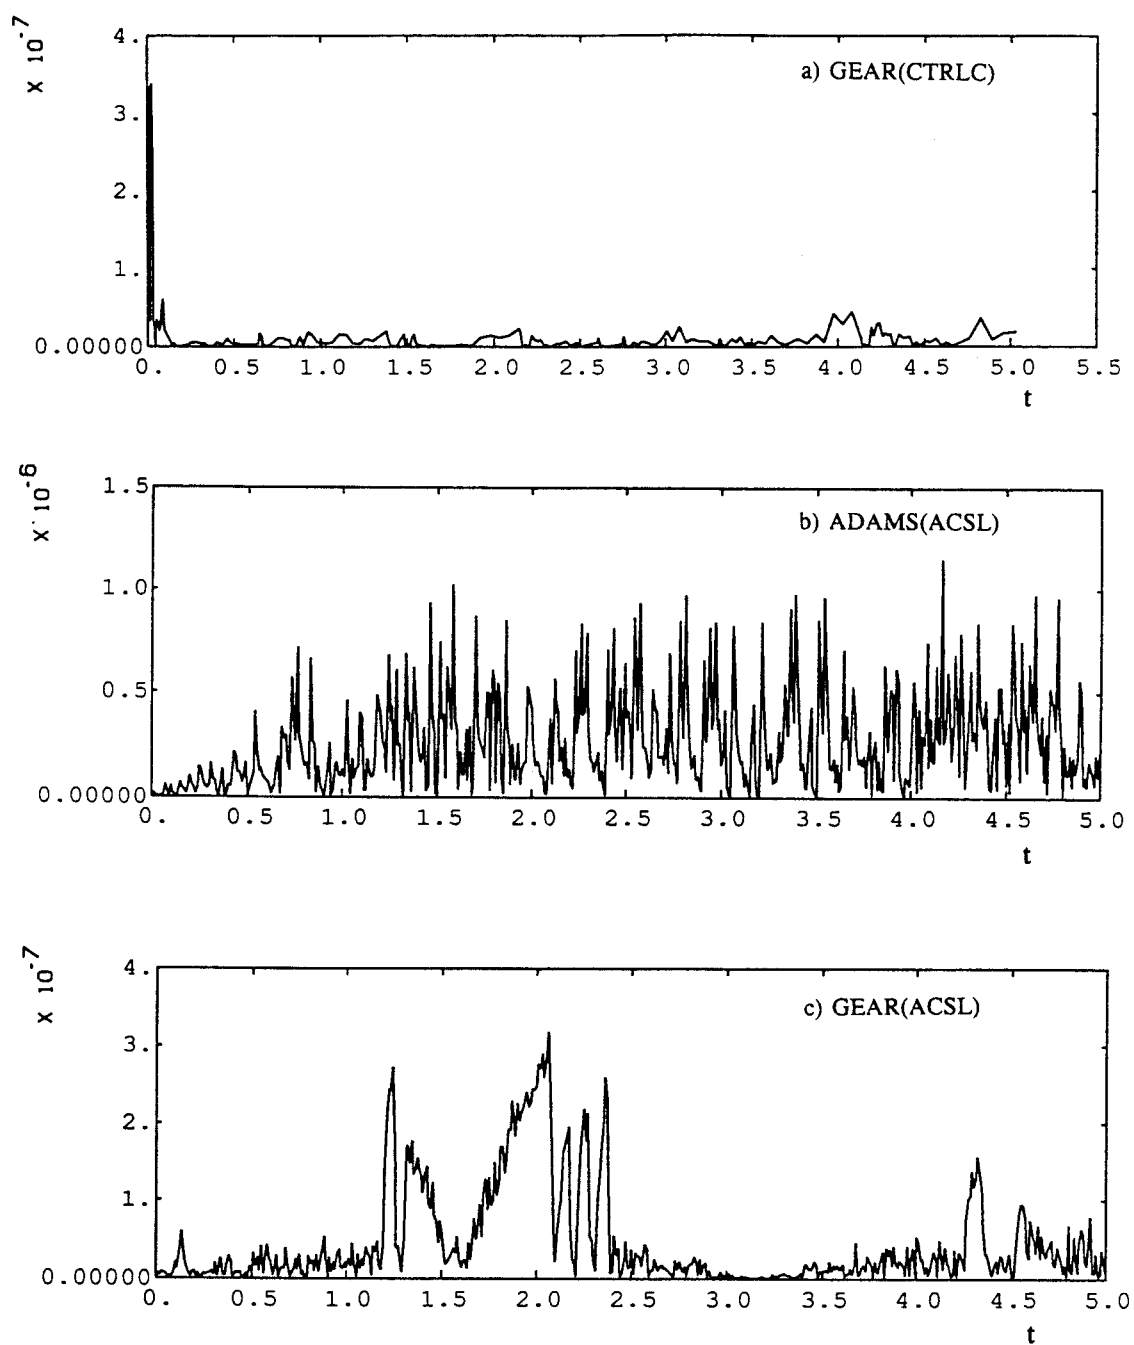 X 10-7
4.
a) GEAR(CTRLC)
3.
2.
1.
0.00000
0. 0.5 1.0 1.5 2.0 2.5 3.0 3.5 4.0 4.5 5.0 5.5
t
X 10-6
1.5
b) ADAMS(ACSL)
1.0
0.5
0.00000
0. 0.5 1.0 1.5 2.0 2.5 3.0 3.5 4.0 4.5 5.0
t
X 10-7
4.
c) GEAR(ACSL)
3.
2.
1.
0.00000
0. 0.5 1.0 1.5 2.0 2.5 3.0 3.5 4.0 4.5 5.0
t